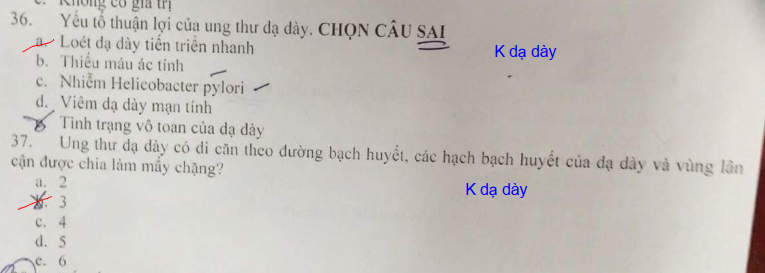 c. Không có giá trị
36. Yếu tố thuận lợi của ung thư dạ dày. CHỌN CÂU SAI
a. Loét dạ dày tiến triển nhanh
K dạ dày
b. Thiếu máu ác tính
c. Nhiễm Helicobacter pylori
d. Viêm dạ dày mạn tính
Tình trạng vô toan của dạ dày
37. Ung thư dạ dày có di căn theo đường bạch huyết, các hạch bạch huyết của dạ dày và vùng lân
cận được chia làm mấy chặng?
a. 2
K dạ dày
3
c. 4
d. 5
e. 6